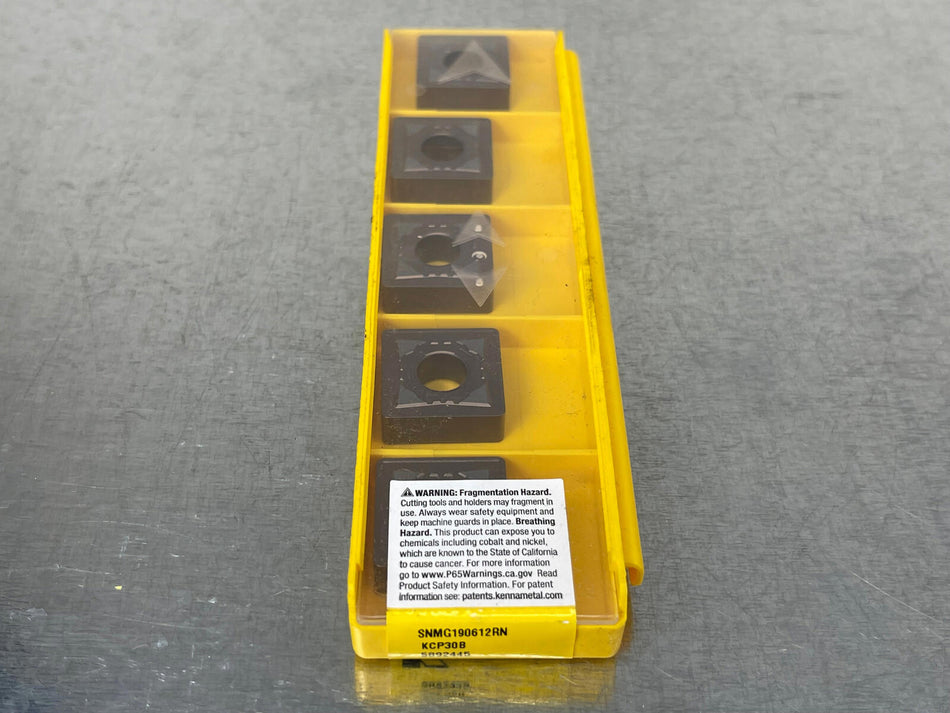 ⚠ WARNING: Fragmentation Hazard.
Cutting tools and holders may fragment in
use. Always wear safety equipment and
keep machine guards in place. Breathing
Hazard. This product can expose you to
chemicals including cobalt and nickel,
which are known to the State of California
to cause cancer. For more information
go to www.P65Warnings.ca.gov Read
Product Safety Information. For patent
information see: patents.kennametal.com
SNMG190612RN
KCP30B
5892445